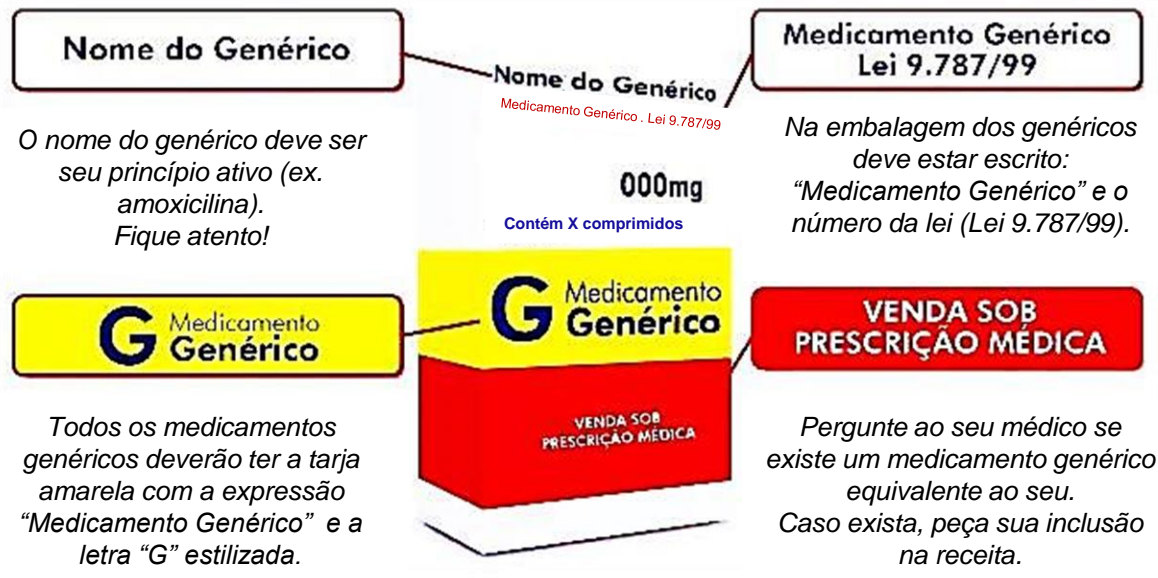 Nome do Genérico
O nome do genérico deve ser
seu princípio ativo (ex.
amoxicilina).
Fique atento!
G Medicamento
Genérico
Todos os medicamentos
genéricos deverão ter a tarja
amarela com a expressão
“Medicamento Genérico” e a
letra “G” estilizada.
Nome do Genérico
Medicamento Genérico . Lei 9.787/99
000mg
Contém X comprimidos
G Medicamento
Genérico
VENDA SOB
PRESCRIÇÃO MÉDICA
Medicamento Genérico
Lei 9.787/99
Na embalagem dos genéricos
deve estar escrito:
“Medicamento Genérico” e o
número da lei (Lei 9.787/99).
VENDA SOB
PRESCRIÇÃO MÉDICA
Pergunte ao seu médico se
existe um medicamento genérico
equivalente ao seu.
Caso exista, peça sua inclusão
na receita.